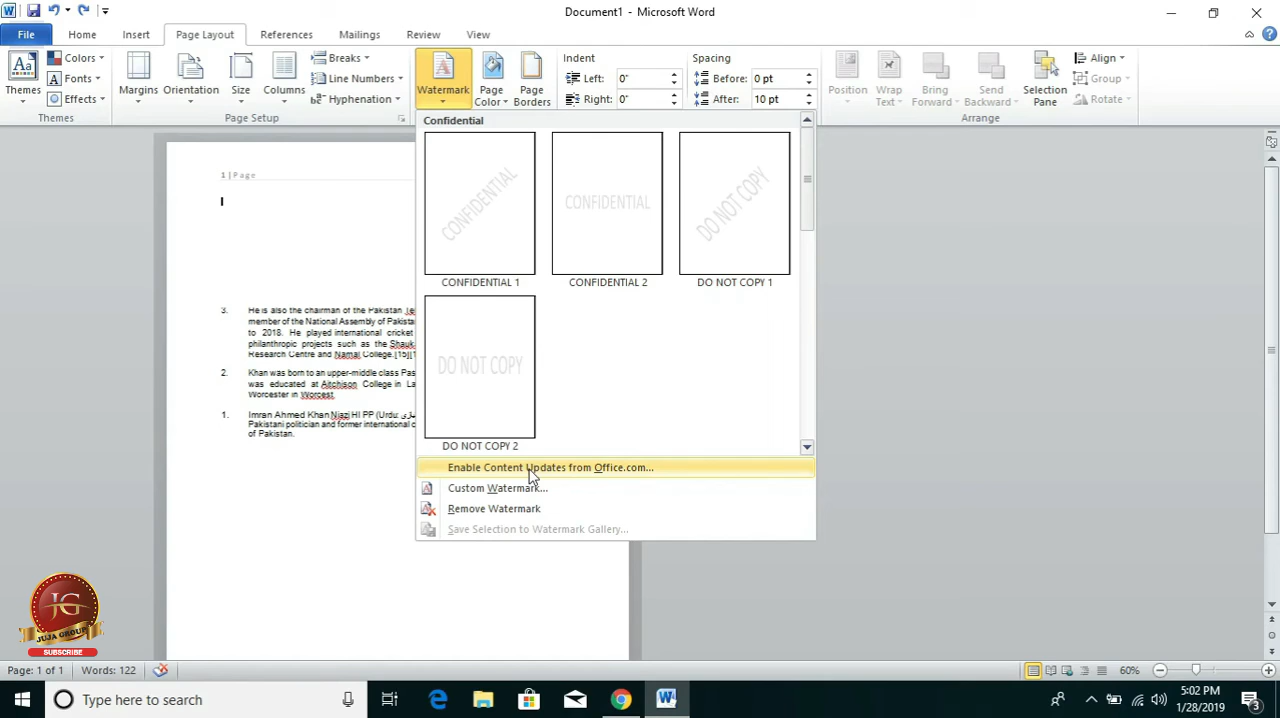 Document1 - Microsoft Word
File Home Insert Page Layout References Mailings Review View
Themes
Colors
Fonts
Effects
Themes
Margins
Orientation
Size
Columns
Breaks
Line Numbers
Hyphenation
Page Setup
Watermark
Page Color
Page Borders
Indent
Left: 0"
Right: 0"
Spacing
Before: 0 pt
After: 10 pt
Position
Wrap Text
Bring Forward
Send Backward
Selection Pane
Align
Group
Rotate
Arrange
Confidential
CONFIDENTIAL
CONFIDENTIAL
DO NOT COPY
CONFIDENTIAL 1
CONFIDENTIAL 2
DO NOT COPY 1
DO NOT COPY
DO NOT COPY 2
Enable Content Updates from Office.com...
Custom Watermark...
Remove Watermark
Save Selection to Watermark Gallery...
1 | Page
3. He is also the chairman of the Pakistan
member of the National Assembly of Pakista
to 2018. He played international cricket
philanthropic projects such as the Shauk
Research Centre and Namal College.[15][1
2. Khan was born to an upper-middle class Pas
was educated at Aitchison College in La
Worcester in Worcest,
1. Imran Ahmed Khan Niazi HI PP (Urdu:
Pakistani politician and former international c
of Pakistan.
JG
JUJA GROUP
SUBSCRIBE
Page: 1 of 1 Words: 122
60%
Type here to search
5:02 PM
1/28/2019
3